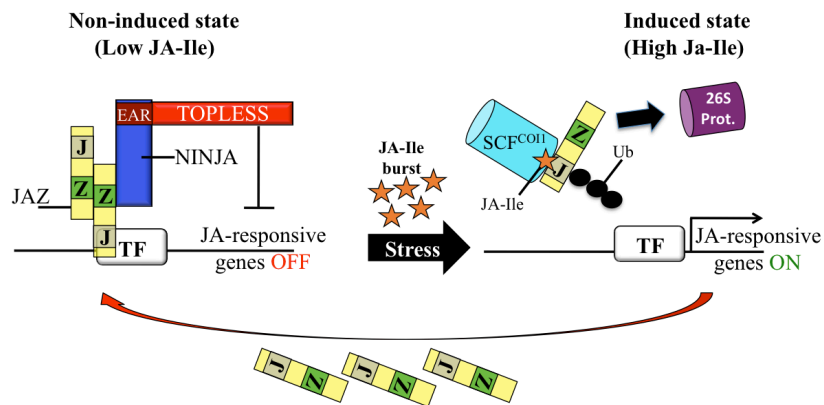 Non-induced state
(Low JA-Ile)
Induced state
(High Ja-Ile)
EAR
TOPLESS
NINJA
J
Z
Z
J
JAZ
TF
JA-responsive
genes OFF
JA-Ile
burst
Stress
SCF^COI1
Z
J
JA-Ile
Ub
26S
Prot.
TF
JA-responsive
genes ON
J Z
J Z
J Z